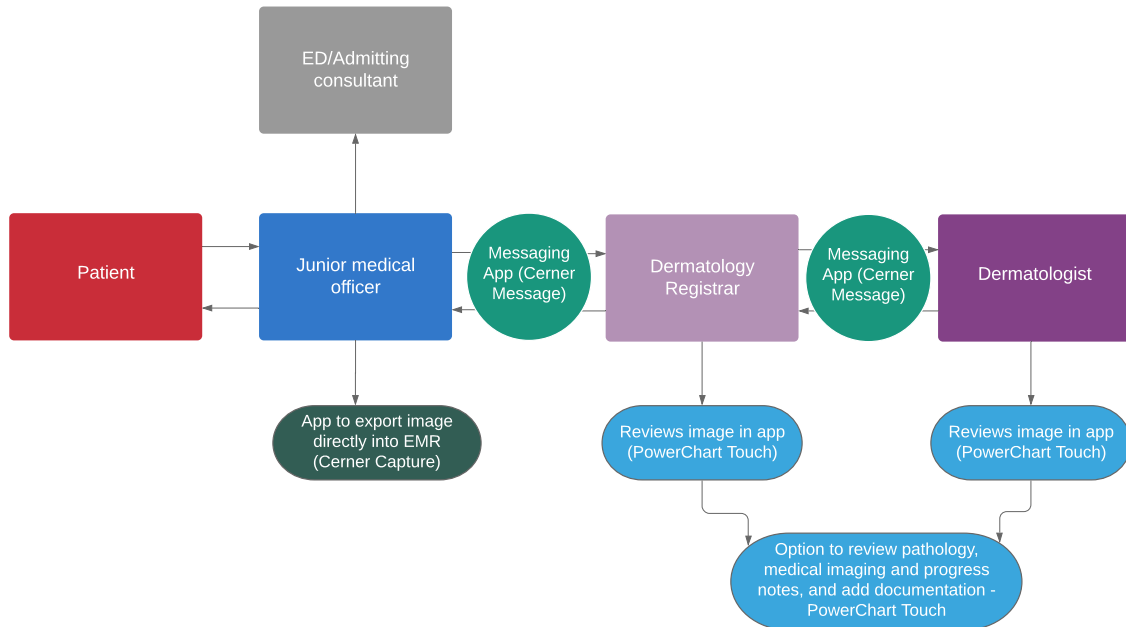 ED/Admitting
consultant
Patient
Junior medical
officer
Messaging
App (Cerner
Message)
Dermatology
Registrar
Messaging
App (Cerner
Message)
Dermatologist
App to export image
directly into EMR
(Cerner Capture)
Reviews image in app
(PowerChart Touch)
Reviews image in app
(PowerChart Touch)
Option to review pathology,
medical imaging and progress
notes, and add documentation -
PowerChart Touch